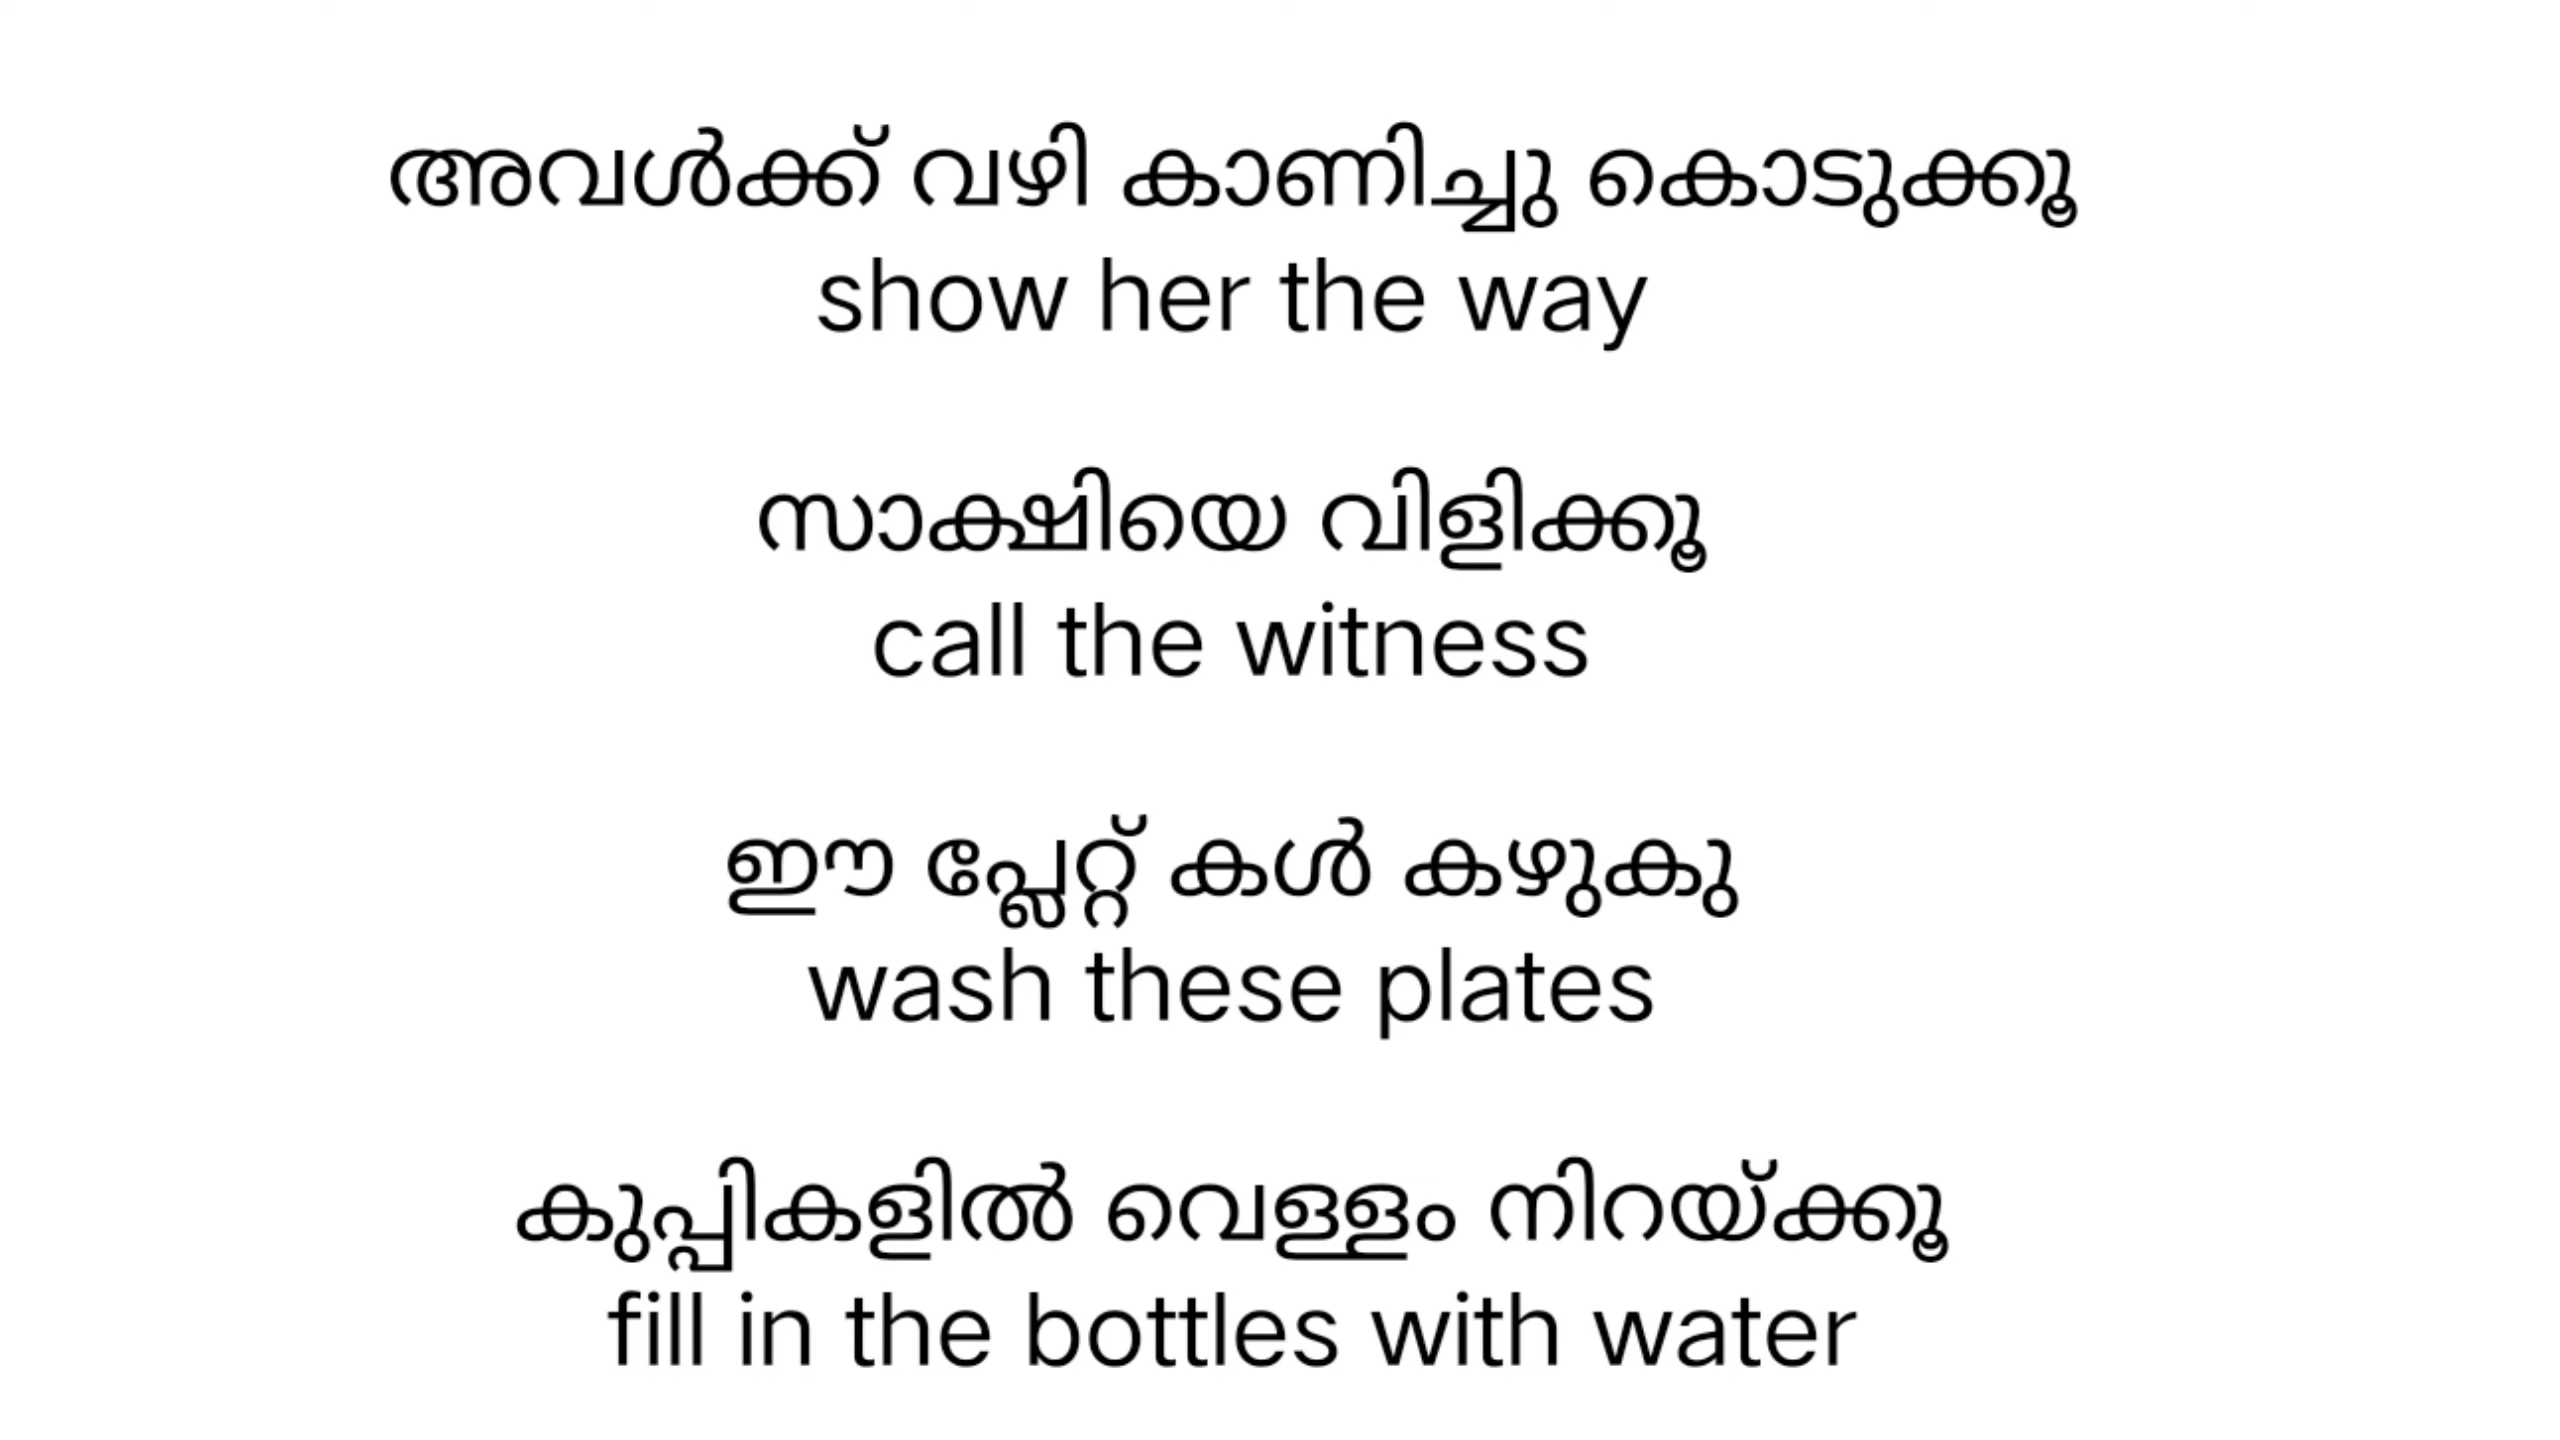 അവൾക്ക് വഴി കാണിച്ചു കൊടുക്കൂ
show her the way
സാക്ഷിയെ വിളിക്കൂ
call the witness
ഈ പ്ലേറ്റ് കൾ കഴുകു
wash these plates
കുപ്പികളിൽ വെള്ളം നിറയ്ക്കൂ
fill in the bottles with water